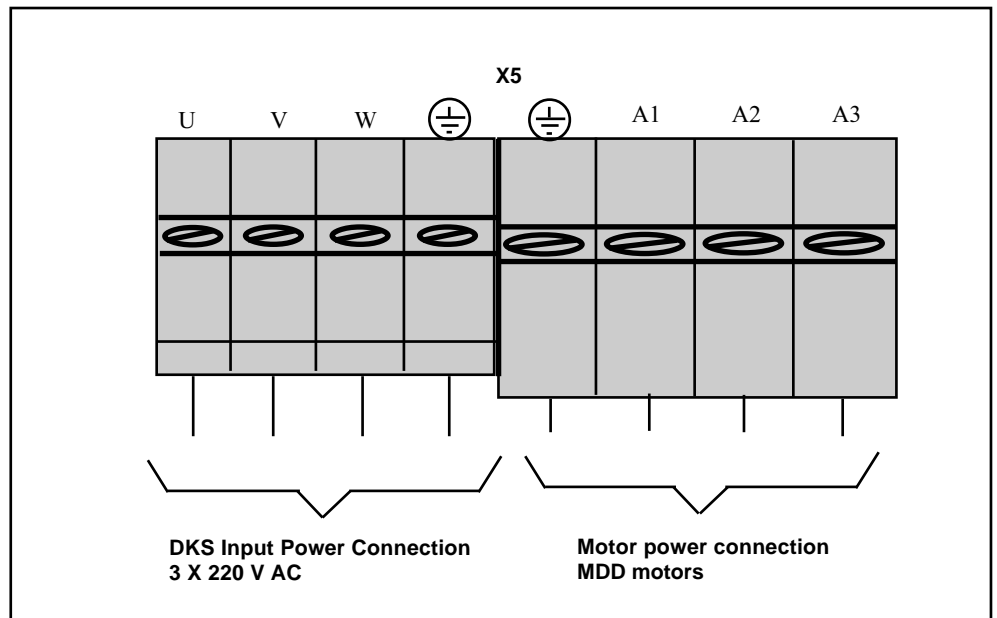 X5
U V W A1 A2 A3
DKS Input Power Connection
3 X 220 V AC
Motor power connection
MDD motors